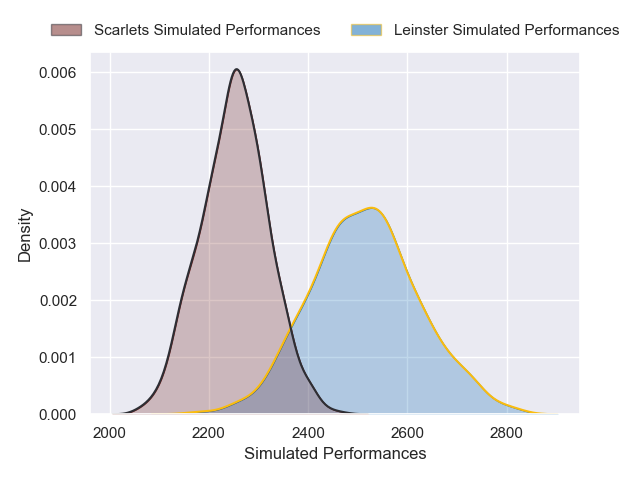 Scarlets Simulated Performances Leinster Simulated Performances
0.006
0.005
0.004
0.003
0.002
0.001
0.000
Density
2000 2200 2400 2600 2800
Simulated Performances